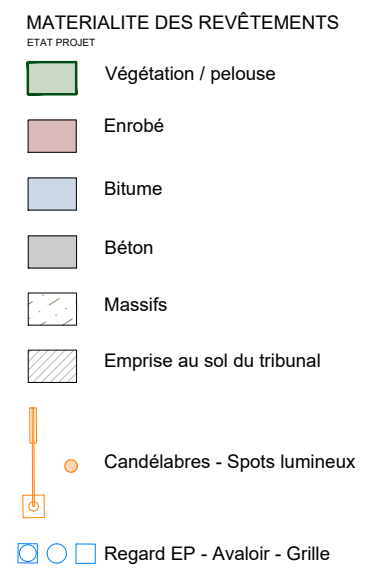 MATERIALITE DES REVÊTEMENTS
ETAT PROJET
Végétation / pelouse
Enrobé
Bitume
Béton
Massifs
Emprise au sol du tribunal
Candélabres - Spots lumineux
Regard EP - Avaloir - Grille